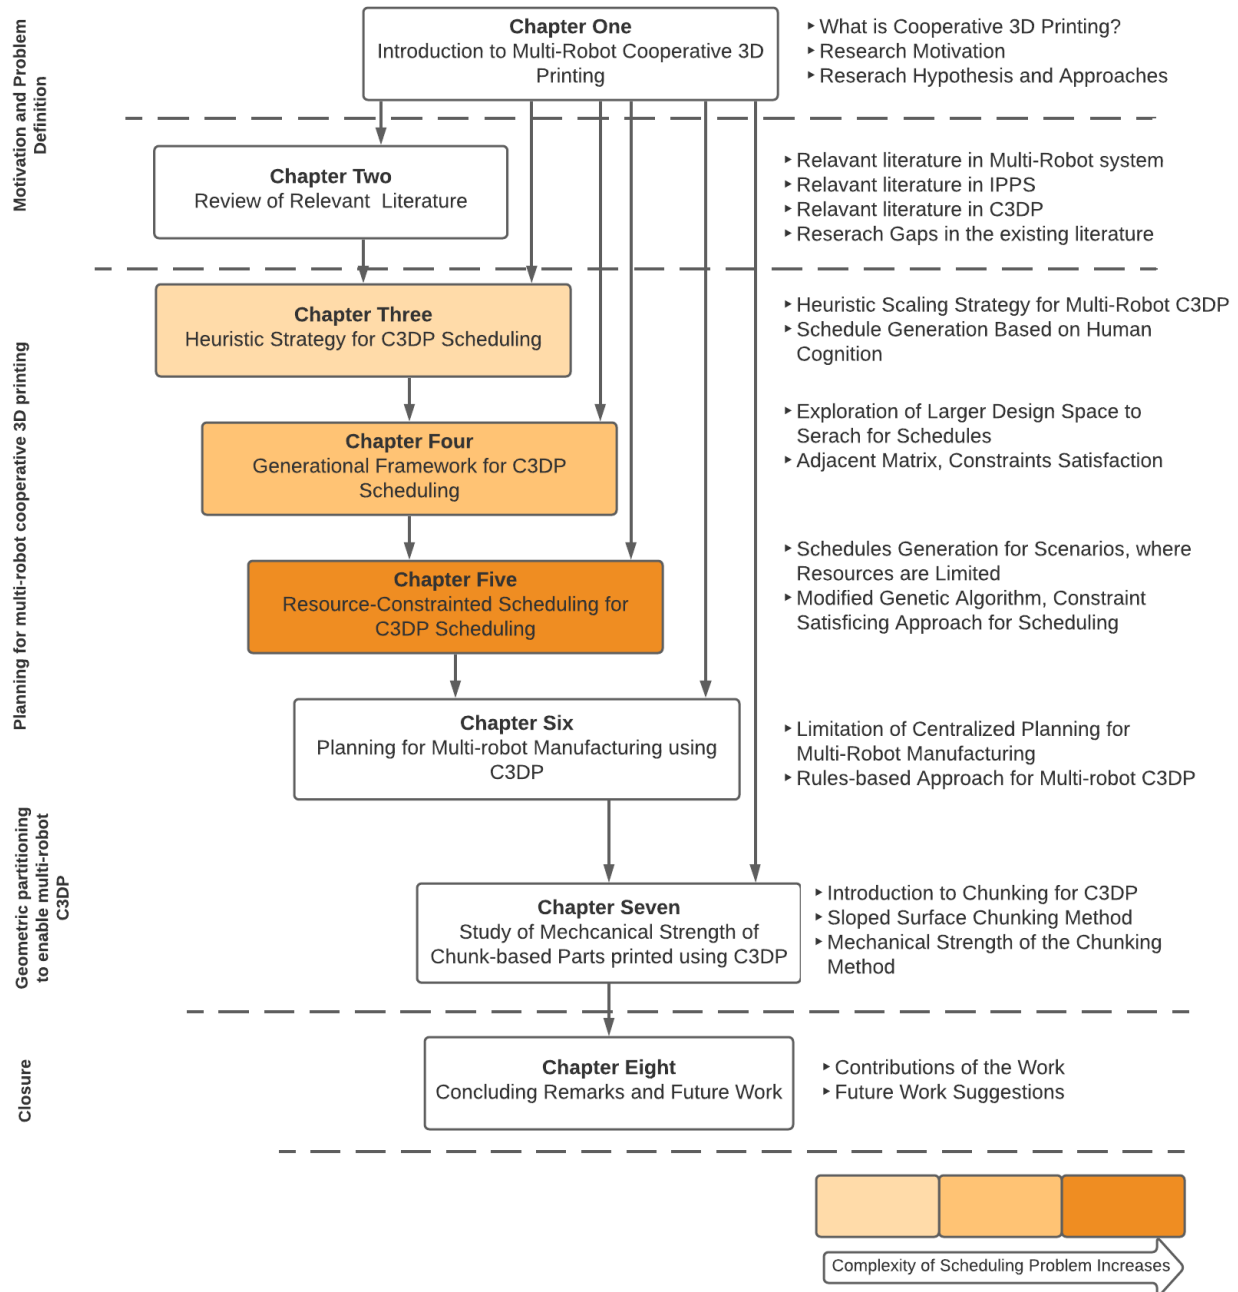 Chapter One
Introduction to Multi-Robot Cooperative 3D
Printing
‣ What is Cooperative 3D Printing?
‣ Research Motivation
‣ Reserach Hypothesis and Approaches
Motivation and Problem
Definition
Chapter Two
Review of Relevant Literature
‣ Relavant literature in Multi-Robot system
‣ Relavant literature in IPPS
‣ Relavant literature in C3DP
‣ Reserach Gaps in the existing literature
Chapter Three
Heuristic Strategy for C3DP Scheduling
‣ Heuristic Scaling Strategy for Multi-Robot C3DP
‣ Schedule Generation Based on Human
Cognition
Planning for multi-robot cooperative 3D printing
Chapter Four
Generational Framework for C3DP
Scheduling
‣ Exploration of Larger Design Space to
Serach for Schedules
‣ Adjacent Matrix, Constraints Satisfaction
Chapter Five
Resource-Constrainted Scheduling for
C3DP Scheduling
‣ Schedules Generation for Scenarios, where
Resources are Limited
‣ Modified Genetic Algorithm, Constraint
Satisficing Approach for Scheduling
Chapter Six
Planning for Multi-robot Manufacturing using
C3DP
‣ Limitation of Centralized Planning for
Multi-Robot Manufacturing
‣ Rules-based Approach for Multi-robot C3DP
Geometric partitioning
to enable multi-robot
C3DP
Chapter Seven
Study of Mechcanical Strength of
Chunk-based Parts printed using C3DP
‣ Introduction to Chunking for C3DP
‣ Sloped Surface Chunking Method
‣ Mechanical Strength of the Chunking
Method
Closure
Chapter Eight
Concluding Remarks and Future Work
‣ Contributions of the Work
‣ Future Work Suggestions
Complexity of Scheduling Problem Increases